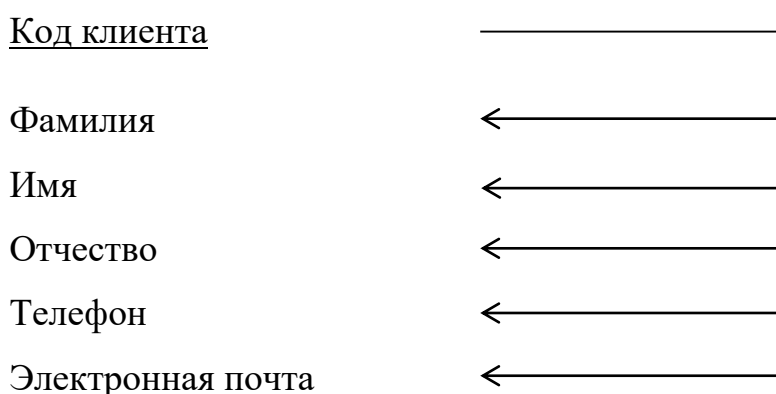 Код клиента
Фамилия
Имя
Отчество
Телефон
Электронная почта